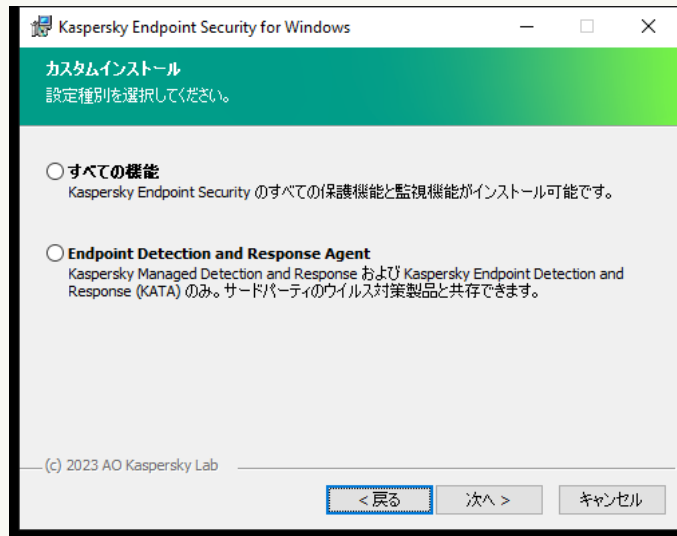 Kaspersky Endpoint Security for Windows
カスタムインストール
設定種別を選択してください。
すべての機能
Kaspersky Endpoint Security のすべての保護機能と監視機能がインストール可能です。
Endpoint Detection and Response Agent
Kaspersky Managed Detection and Response および Kaspersky Endpoint Detection and
Response (KATA) のみ。サードパーティのウイルス対策製品と共存できます。
(c) 2023 AO Kaspersky Lab
< 戻る 次へ > キャンセル